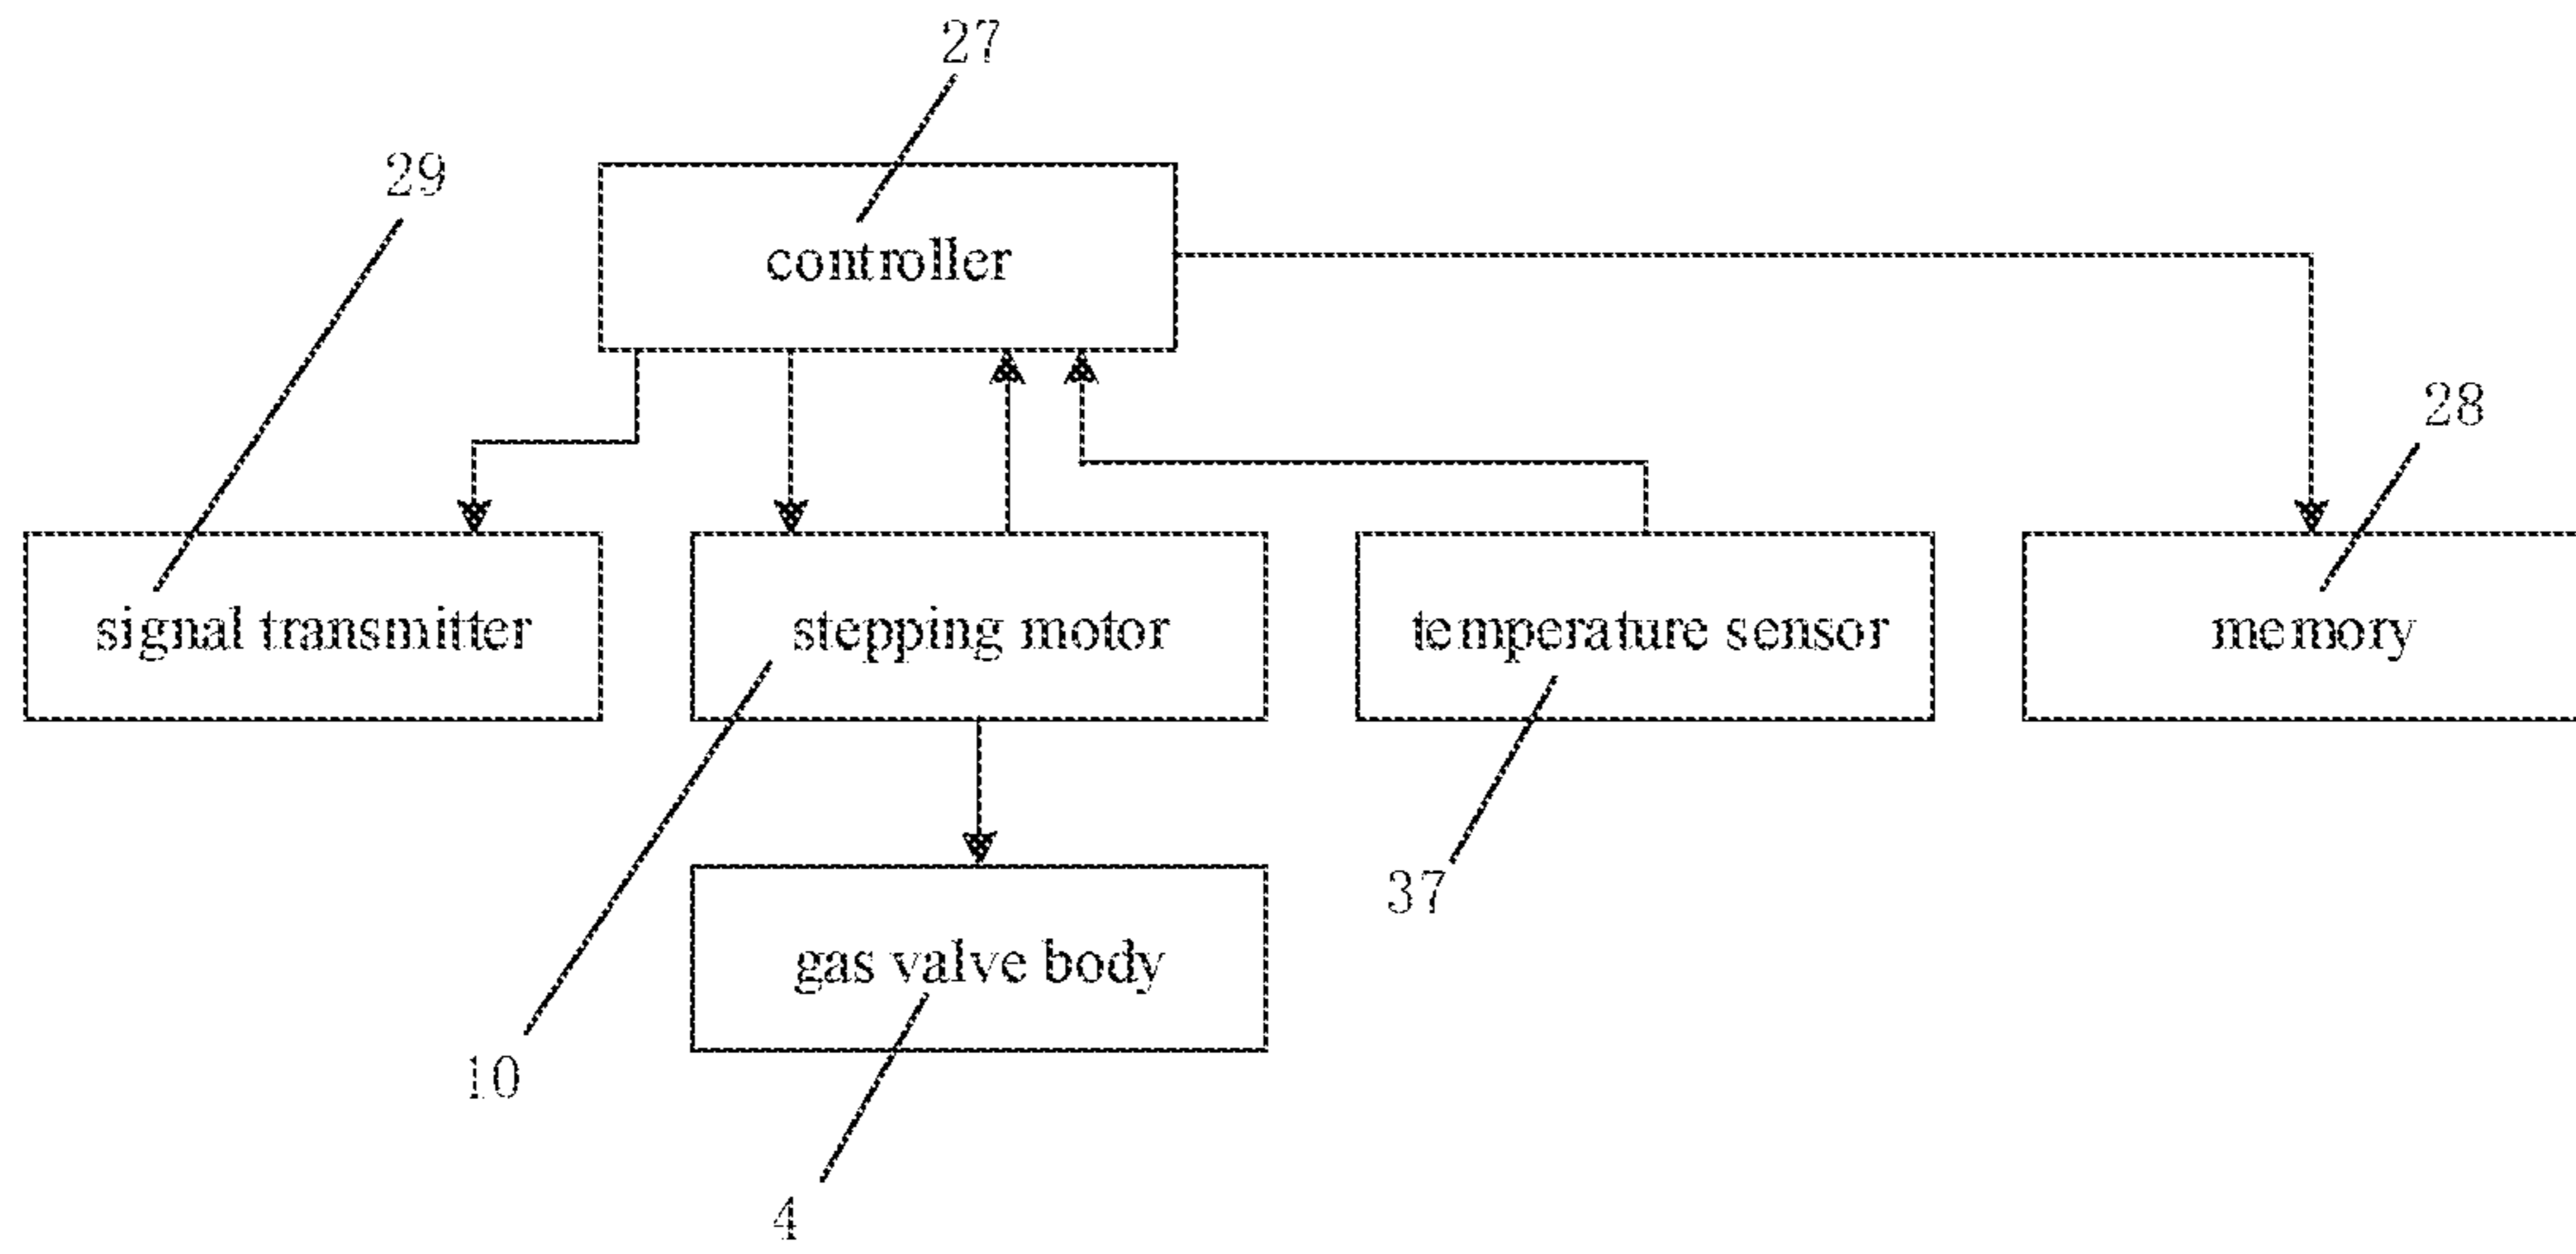 27
29
controller
28
signal transmitter
stepping motor
temperature sensor
memory
37
gas valve body
10
4